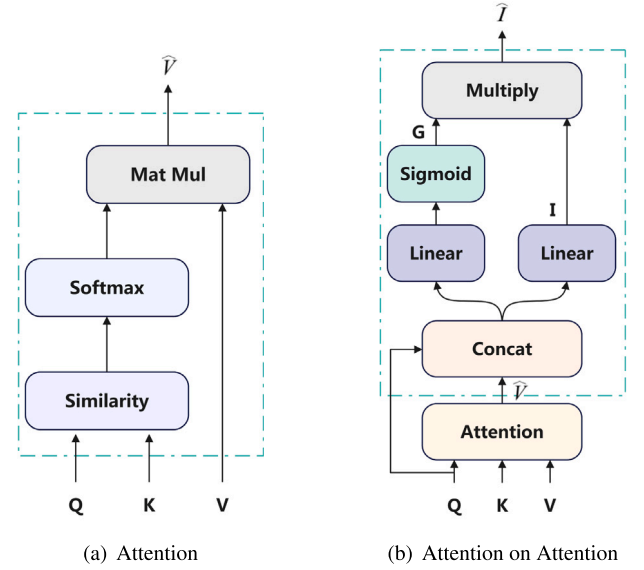 V̂
Mat Mul
Softmax
Similarity
Q K V
(a) Attention
Î
Multiply
G
Sigmoid
I
Linear Linear
Concat
V̂
Attention
Q K V
(b) Attention on Attention